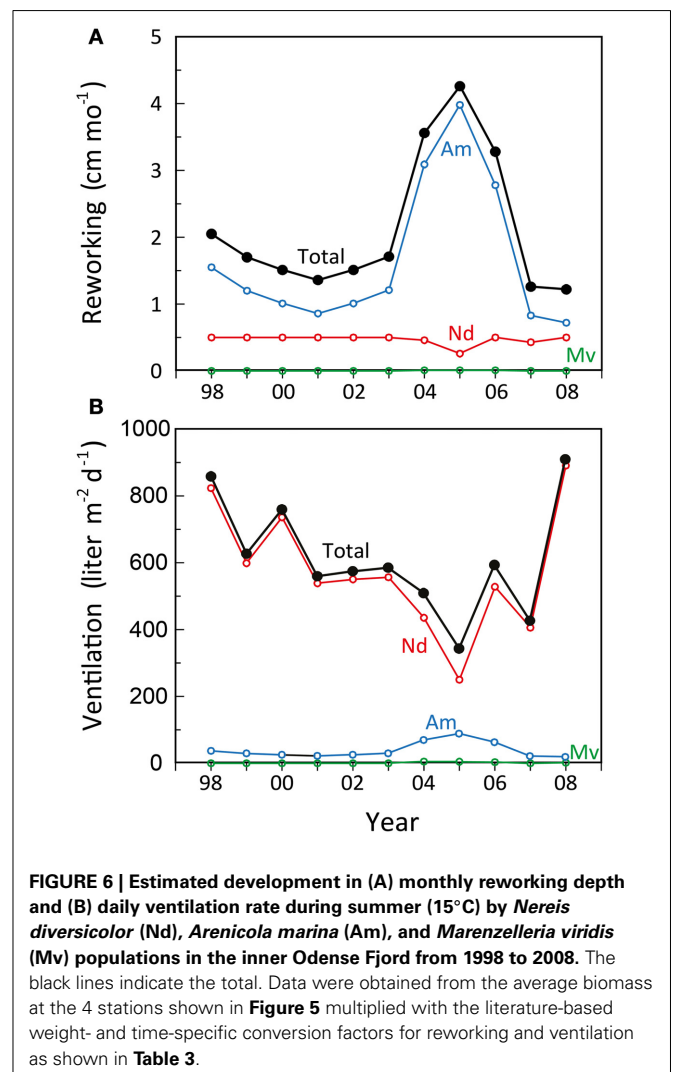 A
5
4
3
2
1
0
Reworking (cm mo⁻¹)
Am
Total
Nd
Mv
98 00 02 04 06 08
B
1000
800
600
400
200
0
Ventilation (liter m⁻² d⁻¹)
Total
Nd
Am
Mv
98 00 02 04 06 08
Year
FIGURE 6 | Estimated development in (A) monthly reworking depth
and (B) daily ventilation rate during summer (15°C) by Nereis
diversicolor (Nd), Arenicola marina (Am), and Marenzelleria viridis
(Mv) populations in the inner Odense Fjord from 1998 to 2008. The
black lines indicate the total. Data were obtained from the average biomass
at the 4 stations shown in Figure 5 multiplied with the literature-based
weight- and time-specific conversion factors for reworking and ventilation
as shown in Table 3.